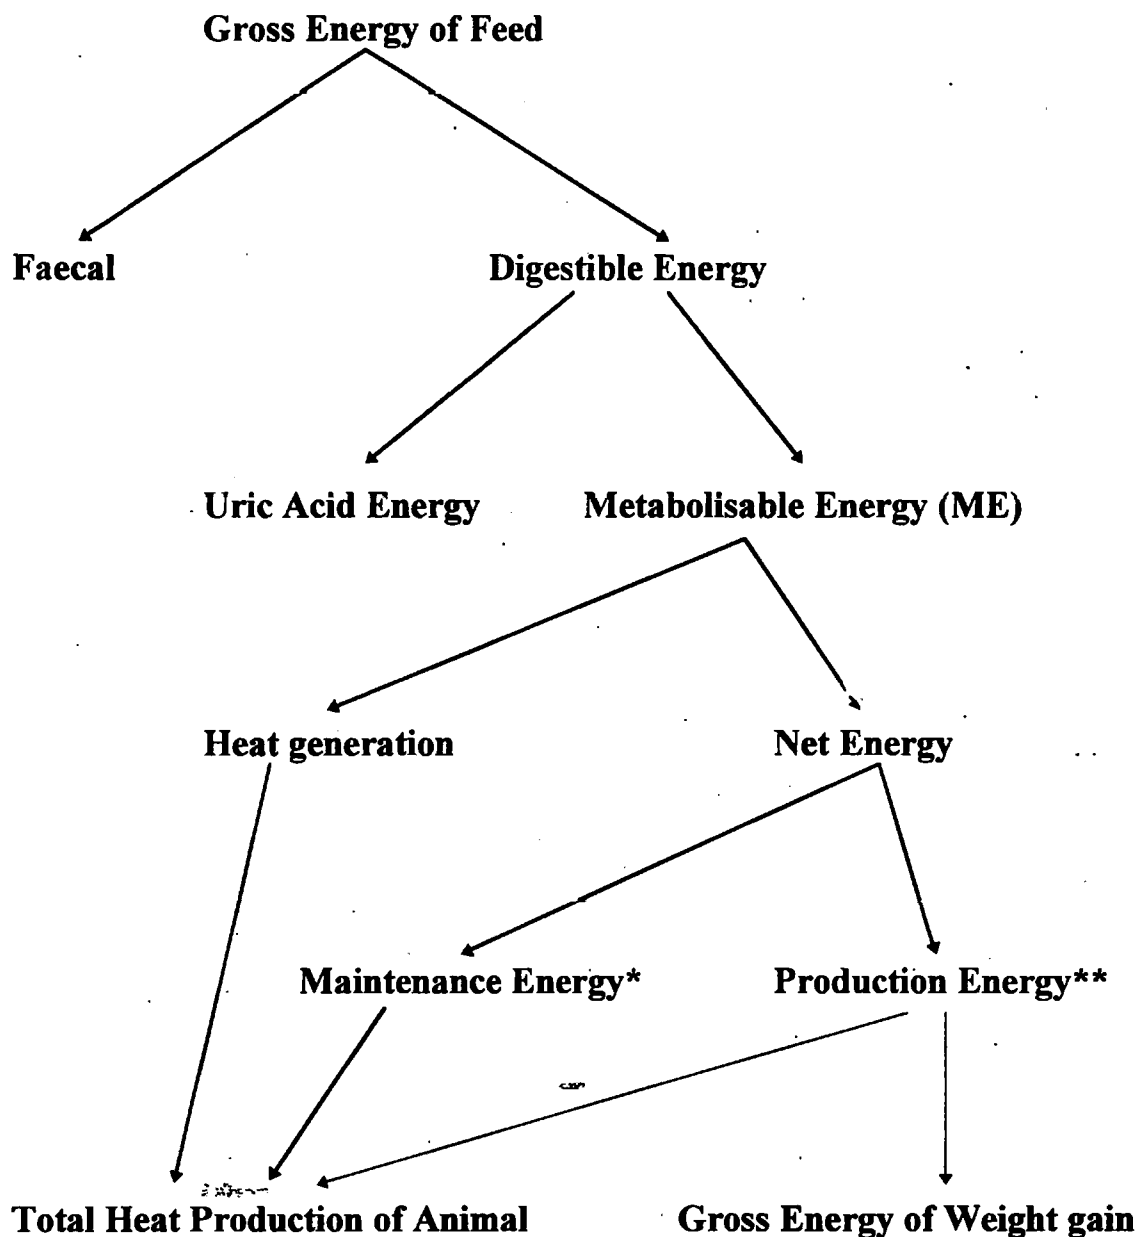 Gross Energy of Feed
Faecal
Digestible Energy
Uric Acid Energy
Metabolisable Energy (ME)
Heat generation
Net Energy
Maintenance Energy*
Production Energy**
Total Heat Production of Animal
Gross Energy of Weight gain